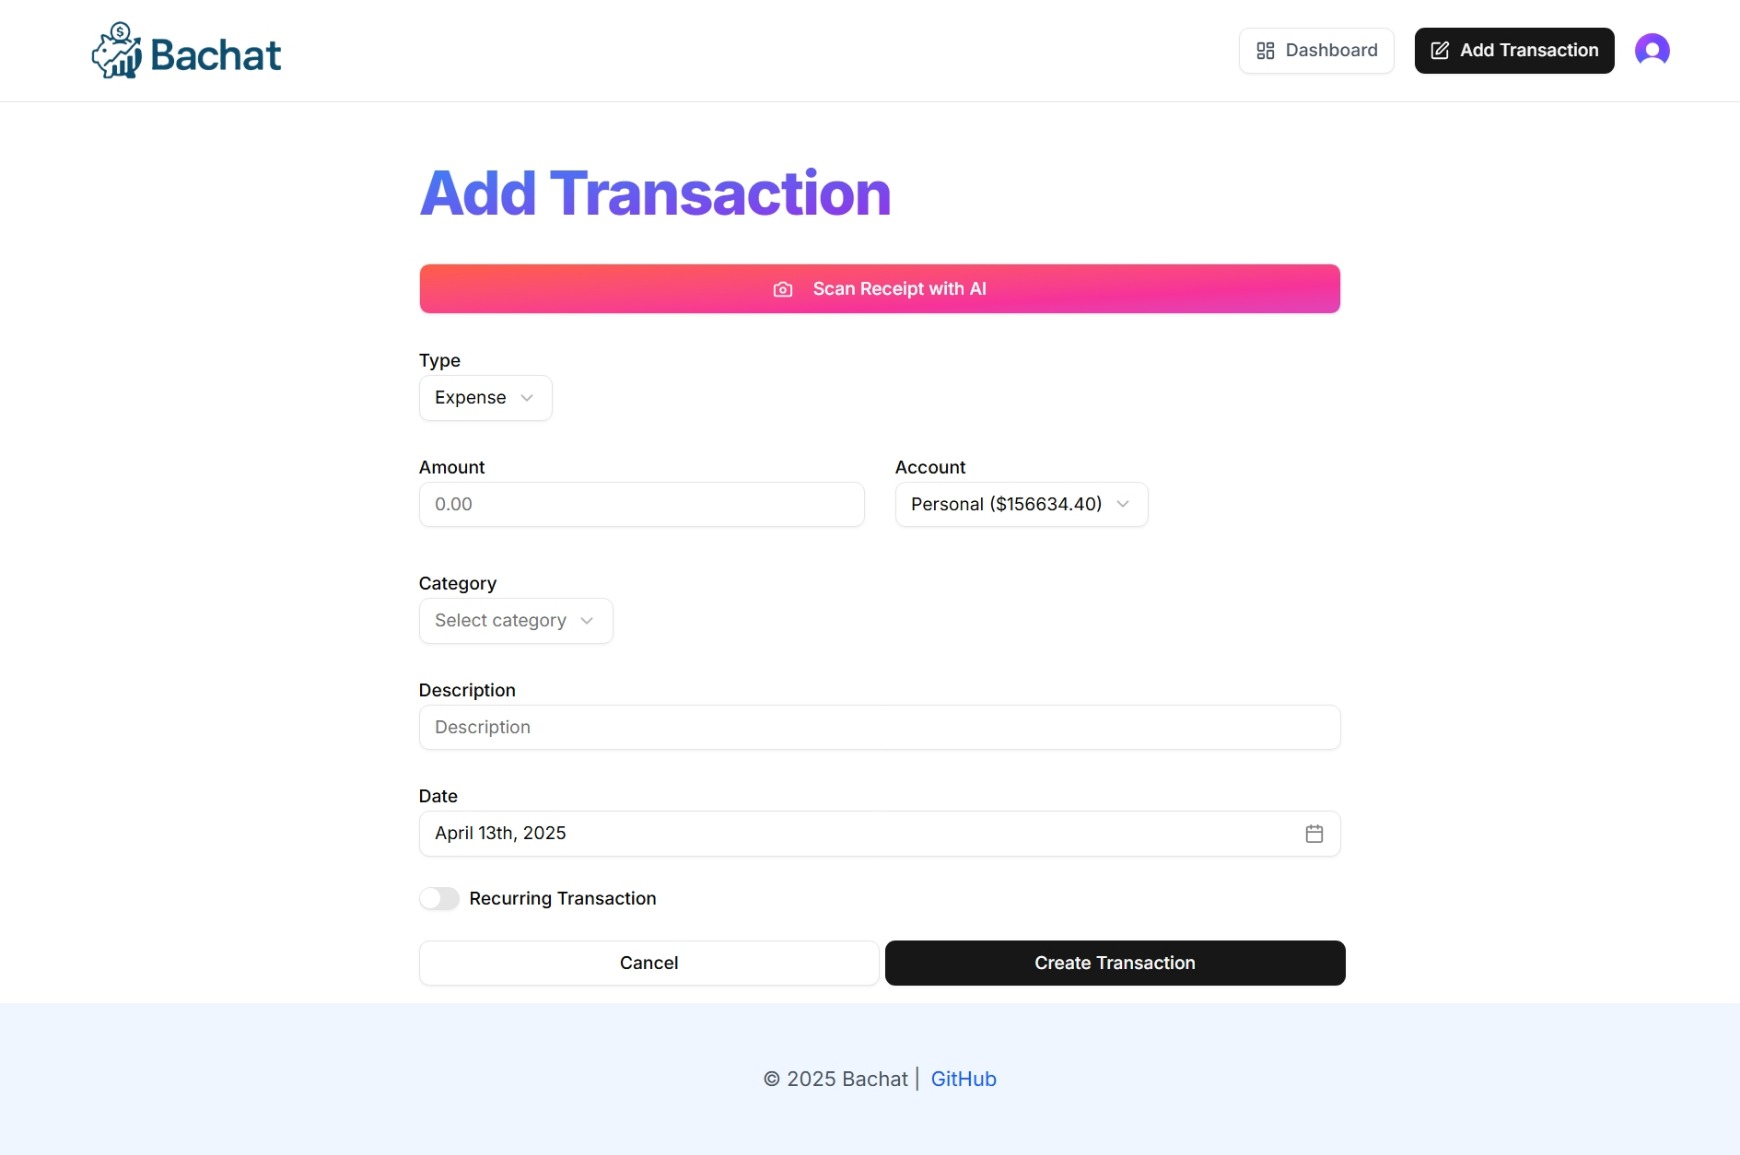 Bachat
Dashboard
Add Transaction
Add Transaction
Scan Receipt with AI
Type
Expense
Amount
Account
0.00
Personal ($156634.40)
Category
Select category
Description
Description
Date
April 13th, 2025
Recurring Transaction
Cancel
Create Transaction
© 2025 Bachat | GitHub